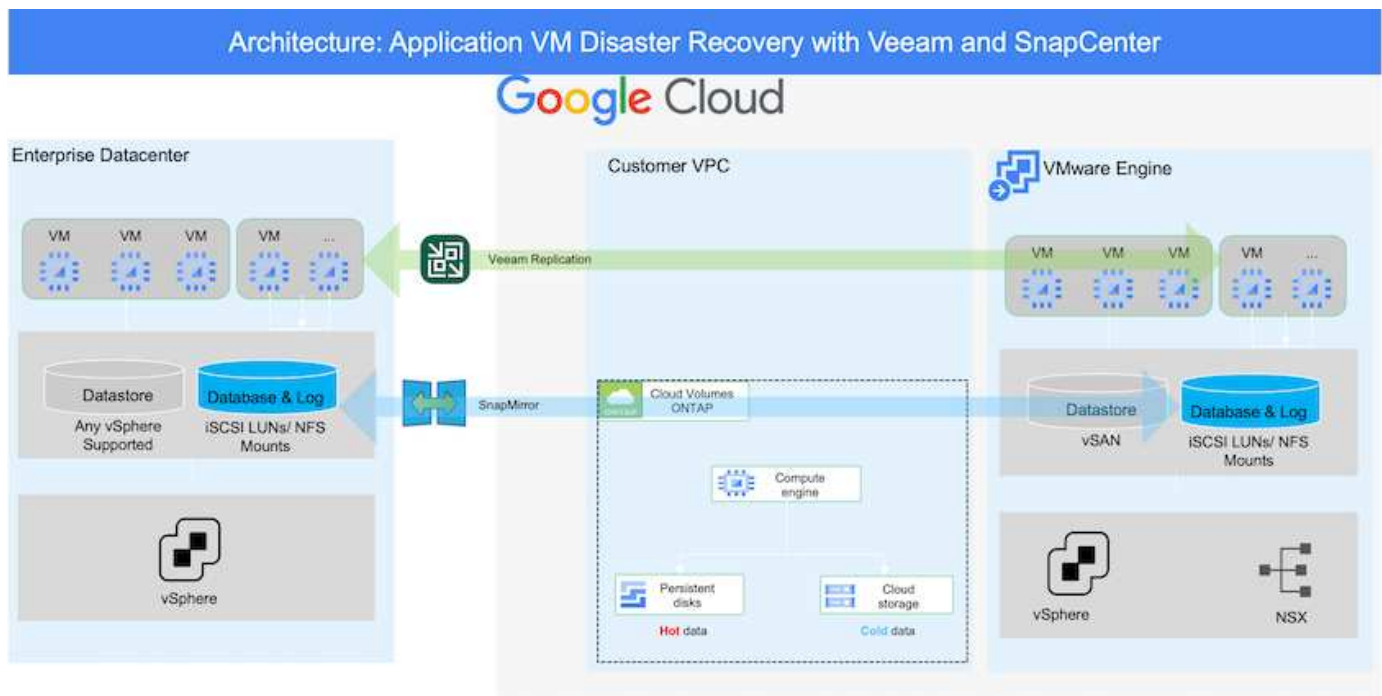 Architecture: Application VM Disaster Recovery with Veeam and SnapCenter
Google Cloud
Enterprise Datacenter
VM
VM
VM
VM
...
Veeam Replication
Datastore
Any vSphere
Supported
Database & Log
iSCSI LUNs/ NFS
Mounts
SnapMirror
vSphere
Customer VPC
ONTAP
Cloud Volumes
ONTAP
Compute
engine
Persistent
disks
Hot data
Cloud
storage
Cold data
VMware Engine
VM
VM
VM
VM
...
Datastore
vSAN
Database & Log
iSCSI LUNs/ NFS
Mounts
vSphere
NSX